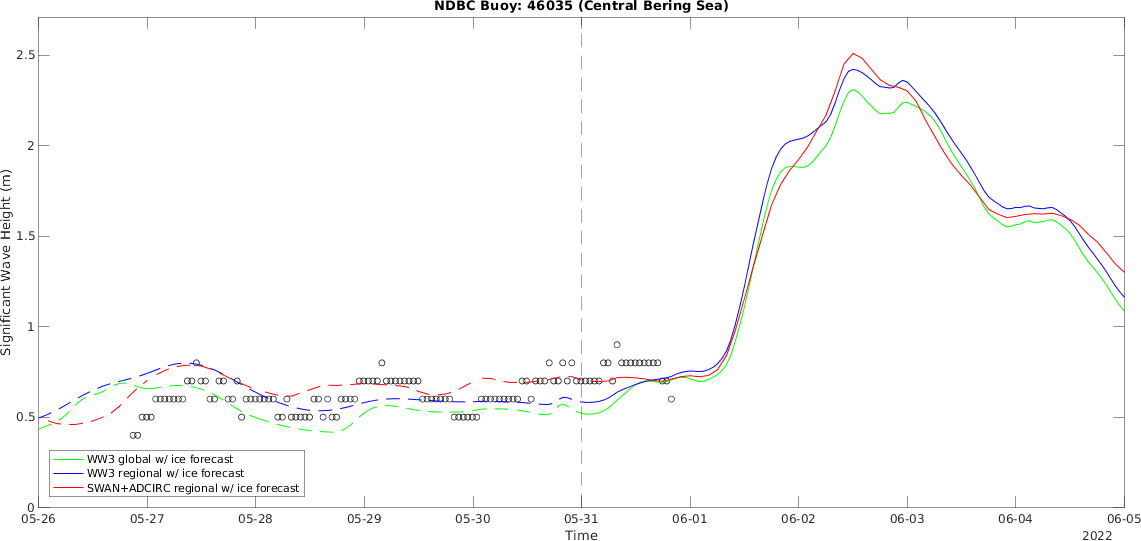 NDBC Buoy: 46035 (Central Bering Sea)
Significant Wave Height (m)
2.5
2
1.5
1
0.5
0
WW3 global w/ ice forecast
WW3 regional w/ ice forecast
SWAN+ADCIRC regional w/ ice forecast
05-26 05-27 05-28 05-29 05-30 05-31 06-01 06-02 06-03 06-04 06-05
Time
2022